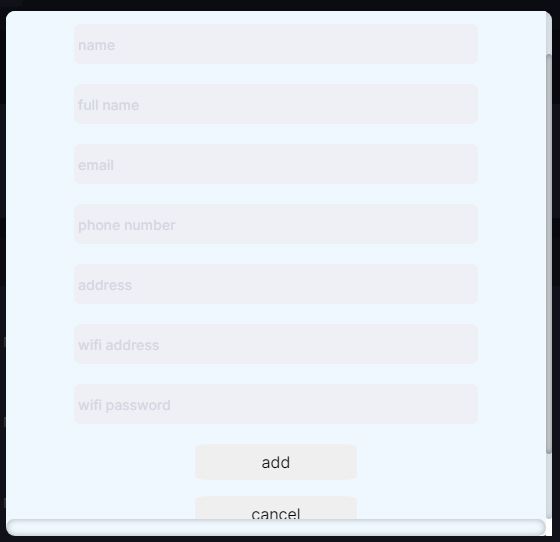 name
full name
email
phone number
address
wifi address
wifi password
add
cancel